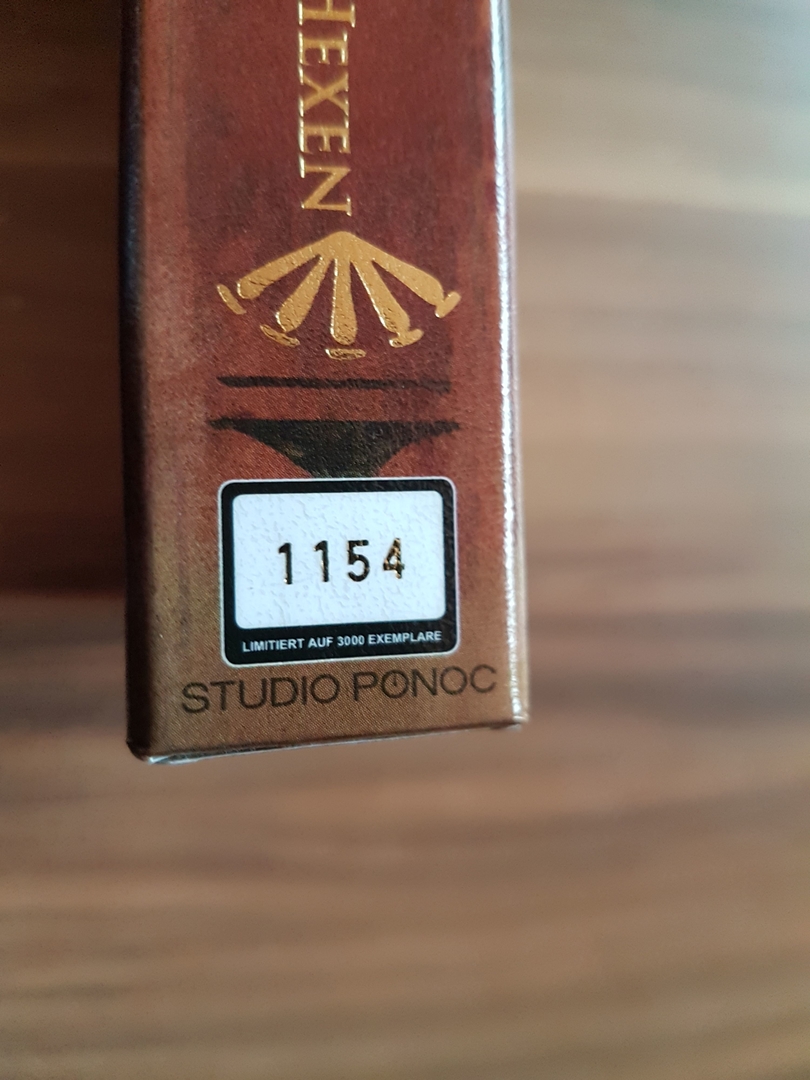 HEXEN
1154
LIMITIERT AUF 3000 EXEMPLARE
STUDIO PONOC